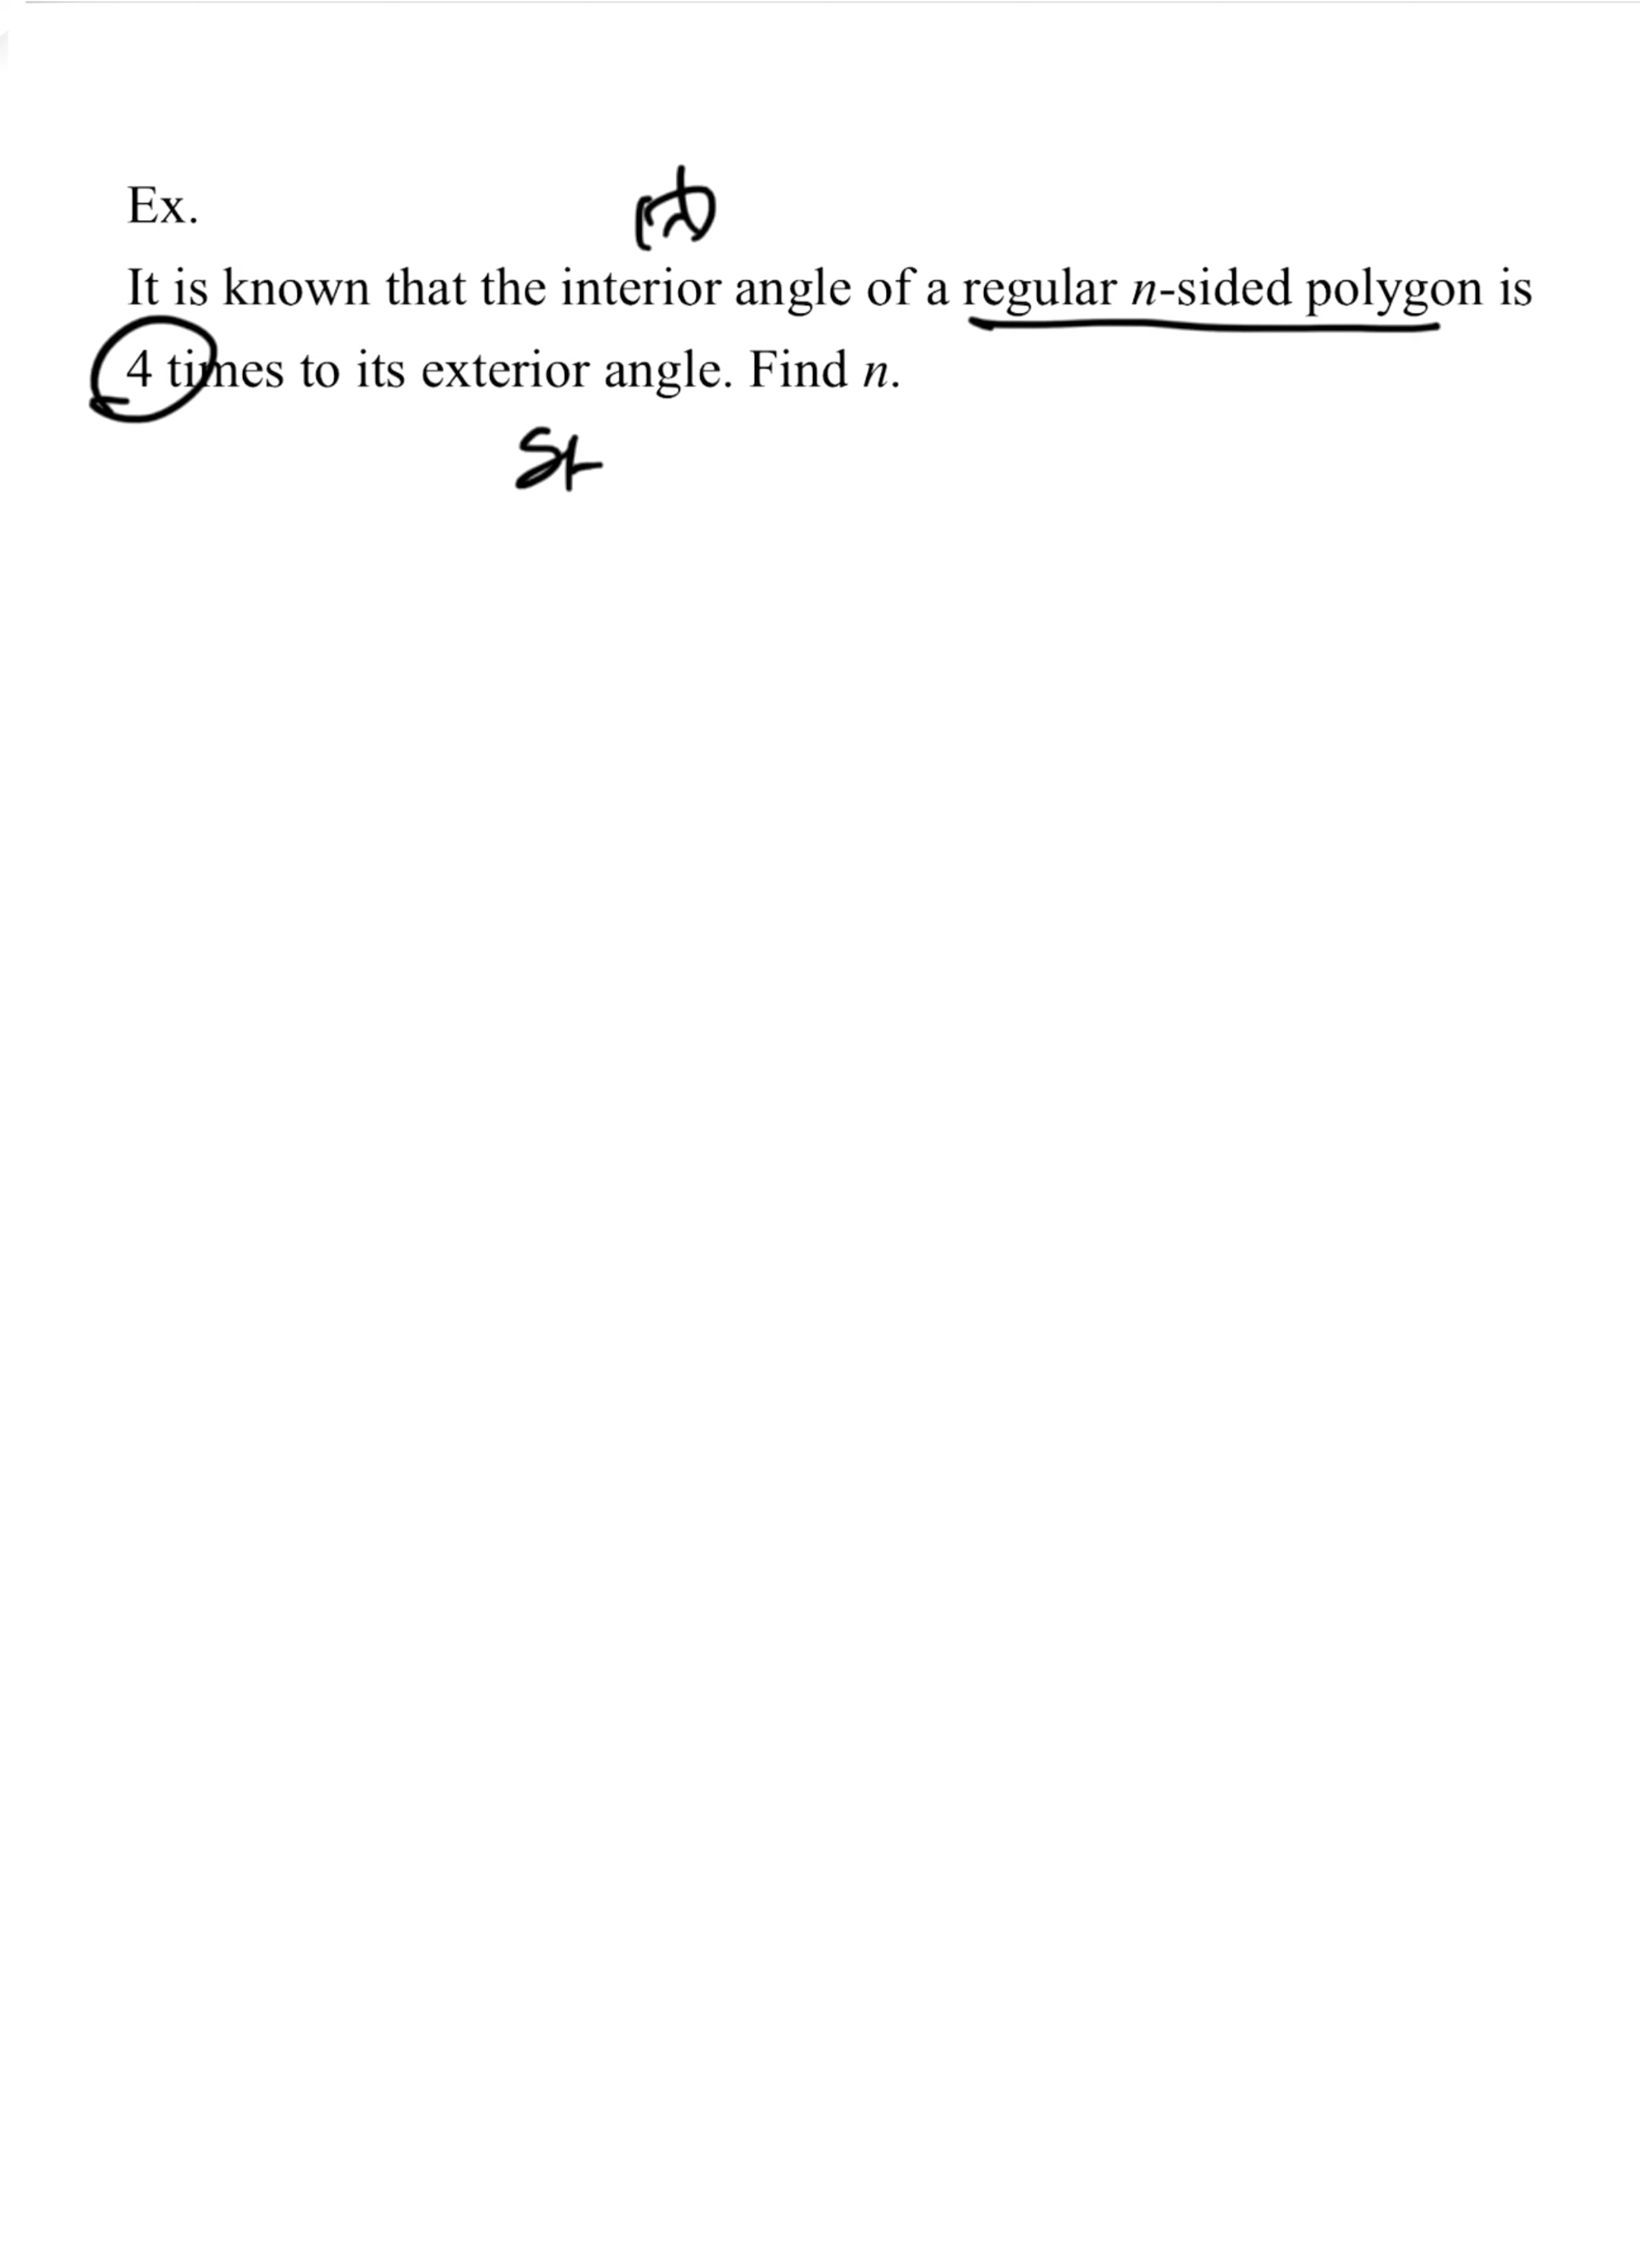 Ex.
内
It is known that the interior angle of a regular n-sided polygon is
4 times to its exterior angle. Find n.
外